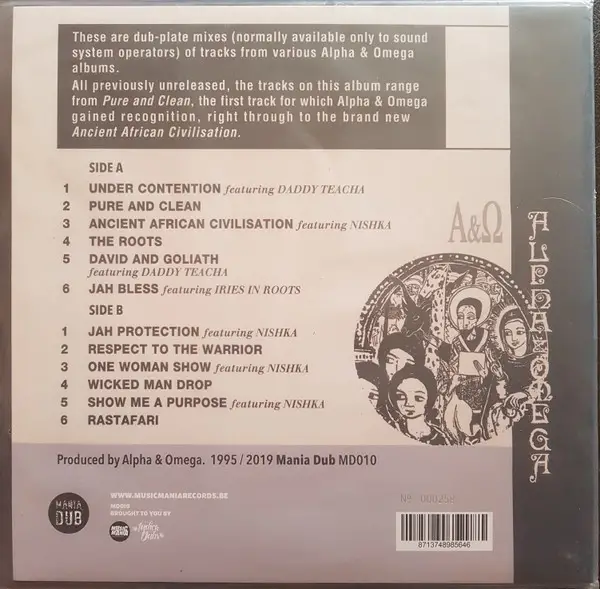 These are dub-plate mixes (normally available only to sound
system operators) of tracks from various Alpha & Omega
albums.
All previously unreleased, the tracks on this album range
from Pure and Clean, the first track for which Alpha & Omega
gained recognition, right through to the brand new
Ancient African Civilisation.
SIDE A
1 UNDER CONTENTION featuring DADDY TEACHA
2 PURE AND CLEAN
3 ANCIENT AFRICAN CIVILISATION featuring NISHKA
4 THE ROOTS
5 DAVID AND GOLIATH
featuring DADDY TEACHA
6 JAH BLESS featuring IRIES IN ROOTS
SIDE B
1 JAH PROTECTION featuring NISHKA
2 RESPECT TO THE WARRIOR
3 ONE WOMAN SHOW featuring NISHKA
4 WICKED MAN DROP
5 SHOW ME A PURPOSE featuring NISHKA
6 RASTAFARI
A&Ω
ALPHA & OMEGA
Produced by Alpha & Omega. 1995 / 2019 Mania Dub MD010
MANIA
DUB
WWW.MUSICMANIARECORDS.BE
MD010
BROUGHT TO YOU BY
MUSIC
MANIA
Nº 000258
8713748985646